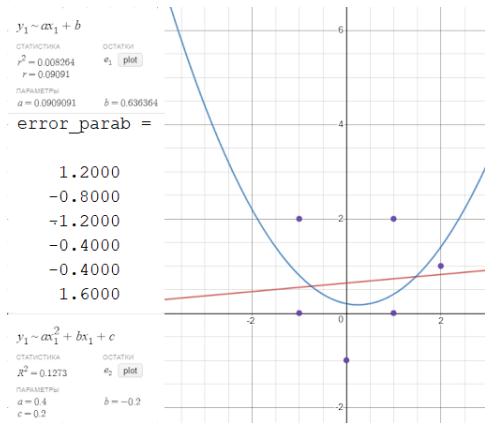 y₁ ~ ax₁ + b
СТАТИСТИКА ОСТАТКИ
r² = 0.008264 e₁ plot
r = 0.09091
ПАРАМЕТРЫ
a = 0.0909091 b = 0.636364
error_parab =
1.2000
-0.8000
-1.2000
-0.4000
-0.4000
1.6000
y₁ ~ ax₁² + bx₁ + c
СТАТИСТИКА ОСТАТКИ
R² = 0.1273 e₂ plot
ПАРАМЕТРЫ
a = 0.4 b = −0.2
c = 0.2
6
4
2
-2 0 2
-2